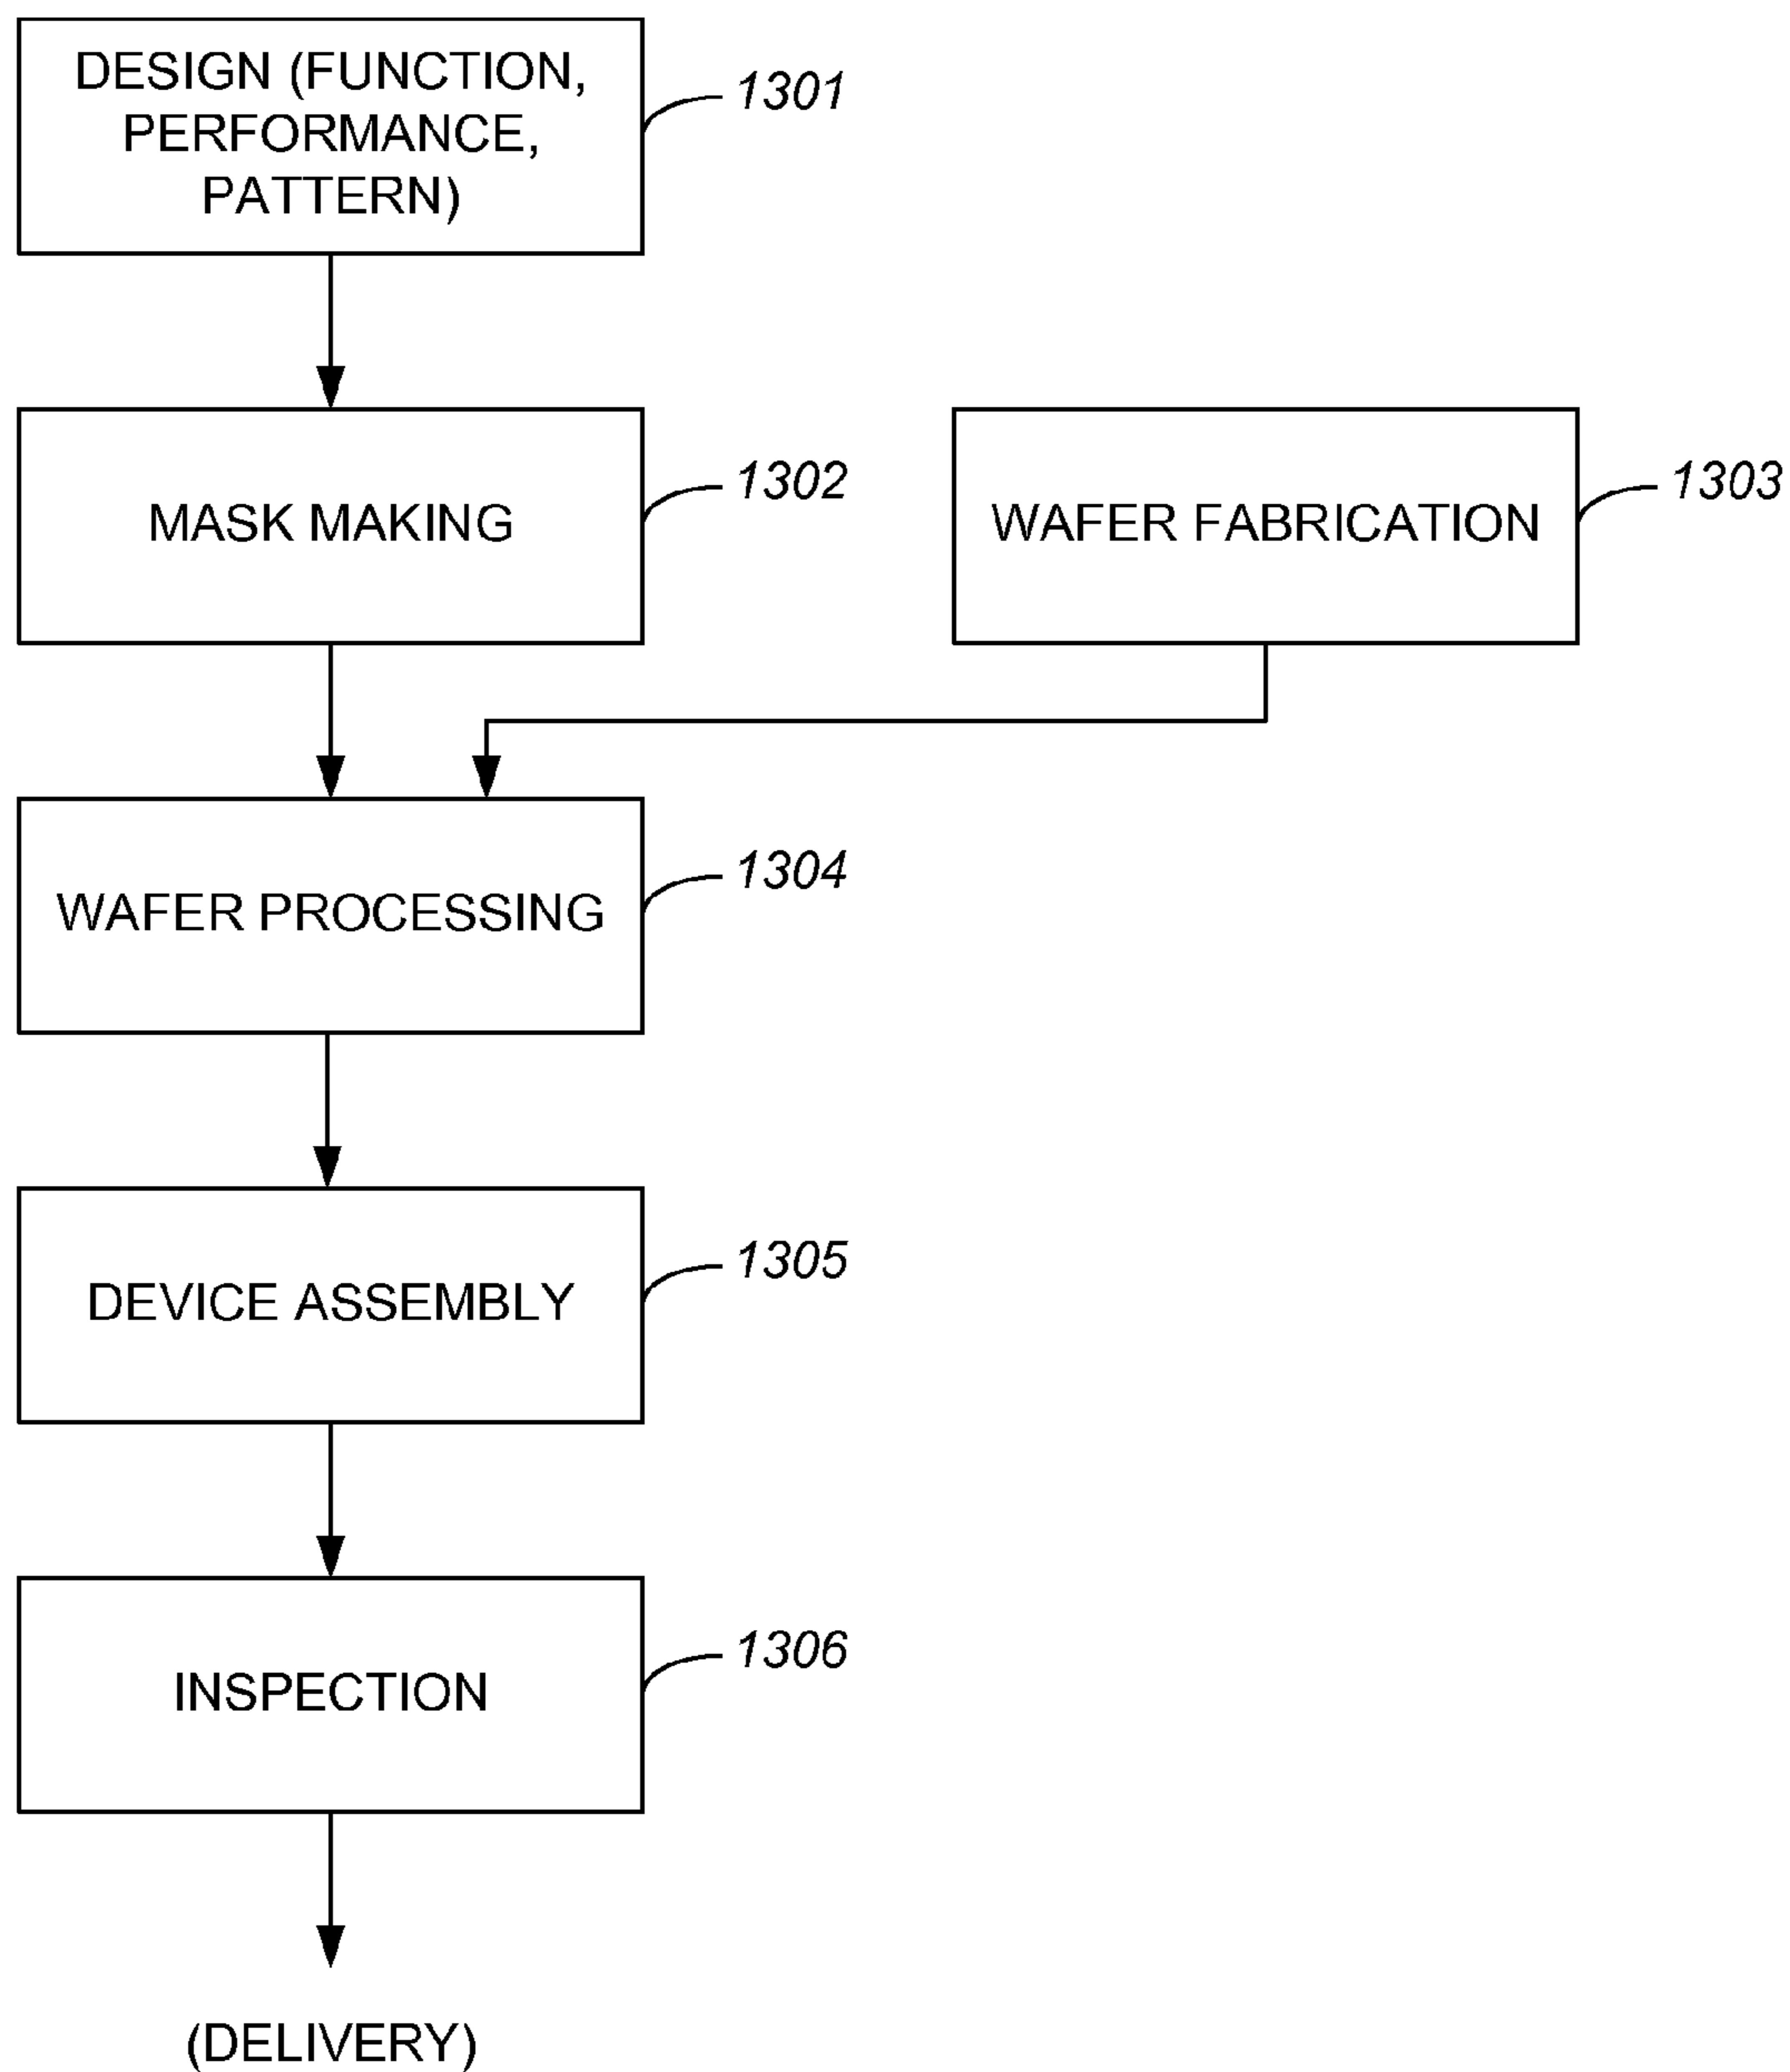 DESIGN (FUNCTION,
PERFORMANCE,
PATTERN)
1301
MASK MAKING
1302
WAFER FABRICATION
1303
WAFER PROCESSING
1304
DEVICE ASSEMBLY
1305
INSPECTION
1306
(DELIVERY)